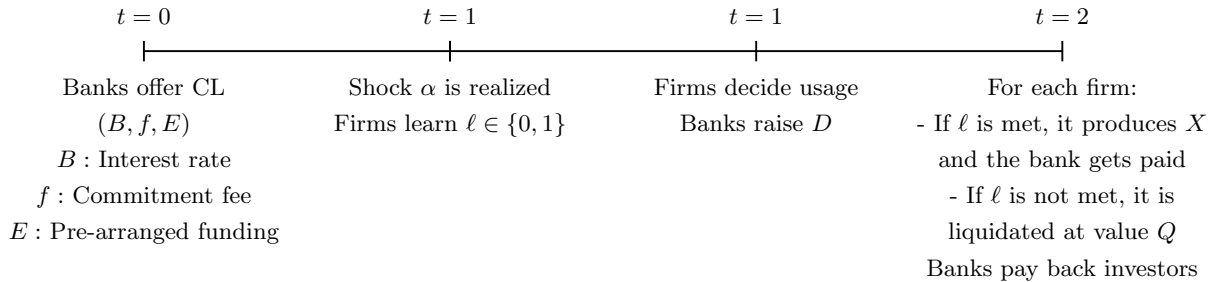 t = 0
Banks offer CL
(B, f, E)
B : Interest rate
f : Commitment fee
E : Pre-arranged funding
t = 1
Shock α is realized
Firms learn ℓ ∈ {0, 1}
t = 1
Firms decide usage
Banks raise D
t = 2
For each firm:
- If ℓ is met, it produces X
and the bank gets paid
- If ℓ is not met, it is
liquidated at value Q
Banks pay back investors